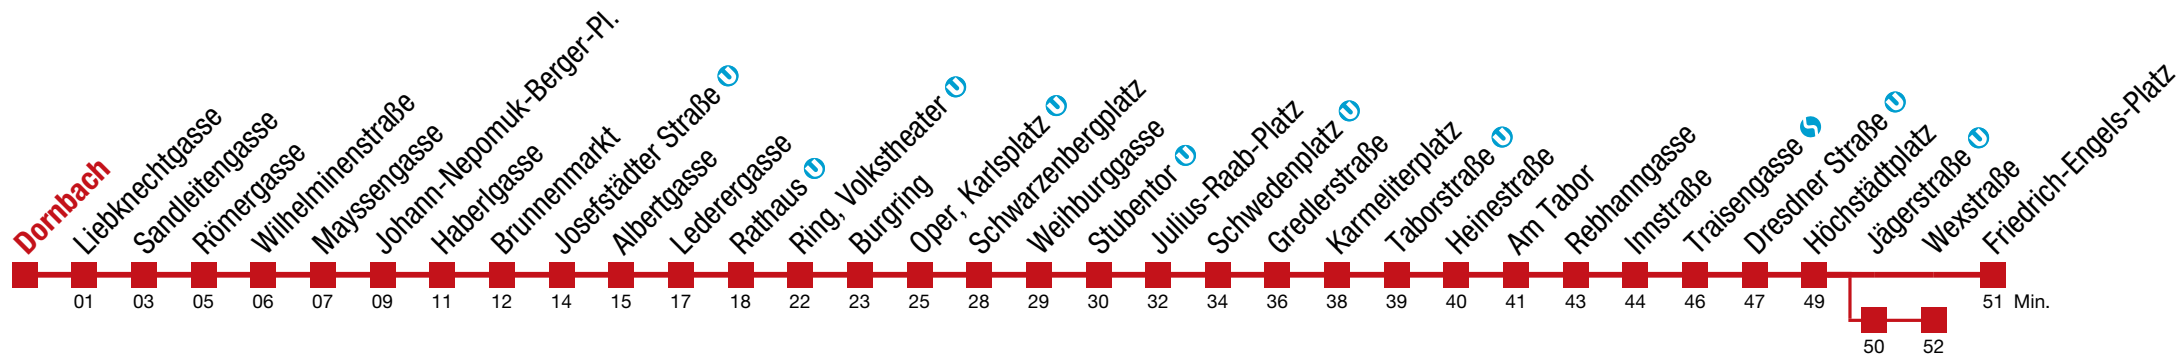 Dornbach
Liebknechtgasse
Sandleitengasse
Römergasse
Wilhelminenstraße
Mayssengasse
Johann-Nepomuk-Berger-Pl.
Haberlgasse
Brunnenmarkt
Josefstädter Straße U
Albertgasse
Lederergasse
Rathaus U
Ring, Volkstheater U
Burgring
Oper, Karlsplatz U
Schwarzenbergplatz
Weihburggasse
Stubentor U
Julius-Raab-Platz
Schwedenplatz U
Gredlerstraße
Karmeliterplatz
Taborstraße U
Heinestraße
Am Tabor
Rebhanngasse
Innstraße
Traisengasse S
Dresdner Straße U
Höchstädtplatz
Jägerstraße U
Wexstraße
Friedrich-Engels-Platz
01 03 05 06 07 09 11 12 14 15 17 18 22 23 25 28 29 30 32 34 36 38 39 40 41 43 44 46 47 49 51 Min.
50 52